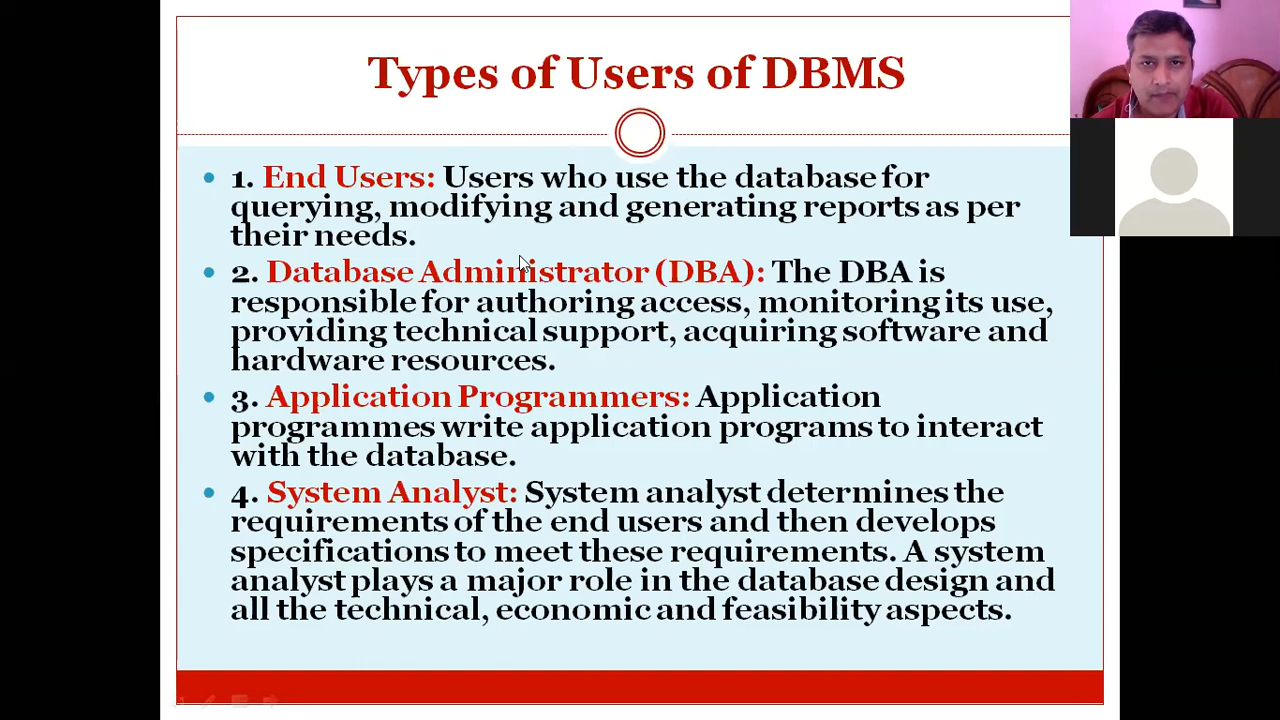 Types of Users of DBMS
1. End Users: Users who use the database for
querying, modifying and generating reports as per
their needs.
2. Database Administrator (DBA): The DBA is
responsible for authoring access, monitoring its use,
providing technical support, acquiring software and
hardware resources.
3. Application Programmers: Application
programmes write application programs to interact
with the database.
4. System Analyst: System analyst determines the
requirements of the end users and then develops
specifications to meet these requirements. A system
analyst plays a major role in the database design and
all the technical, economic and feasibility aspects.